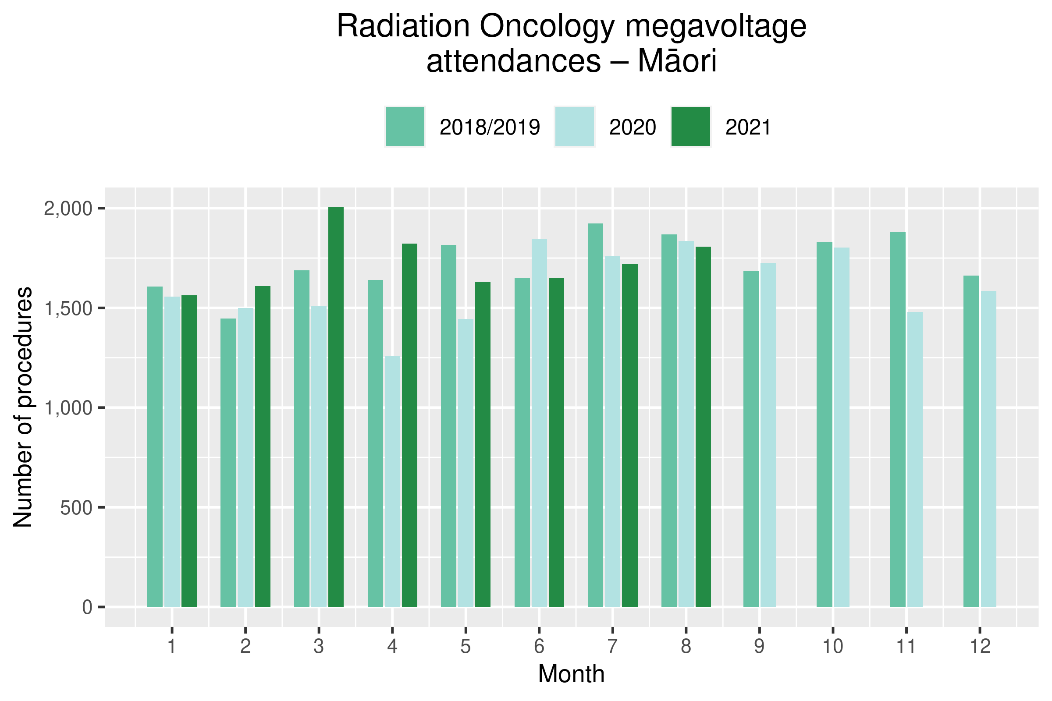 Radiation Oncology megavoltage
attendances – Māori
2018/2019 2020 2021
Number of procedures
2,000
1,500
1,000
500
0
1 2 3 4 5 6 7 8 9 10 11 12
Month